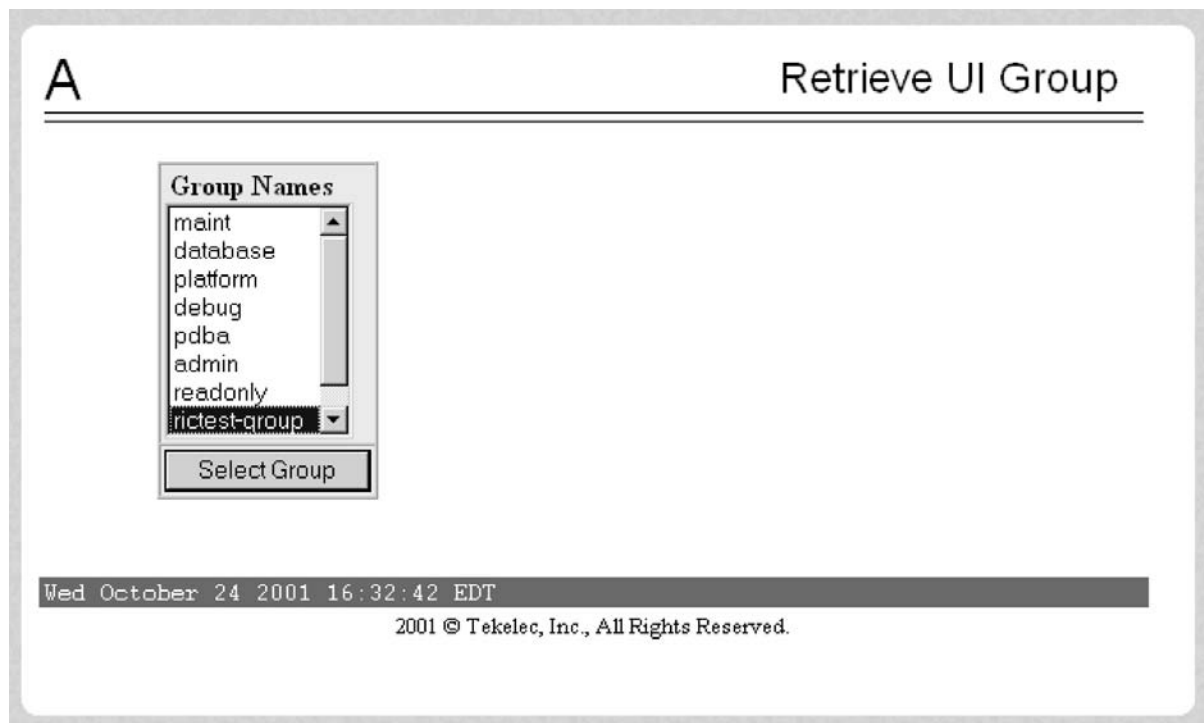 A
Retrieve UI Group
Group Names
maint
database
platform
debug
pdba
admin
readonly
rictest-group
Select Group
Wed October 24 2001 16:32:42 EDT
2001 © Tekelec, Inc., All Rights Reserved.